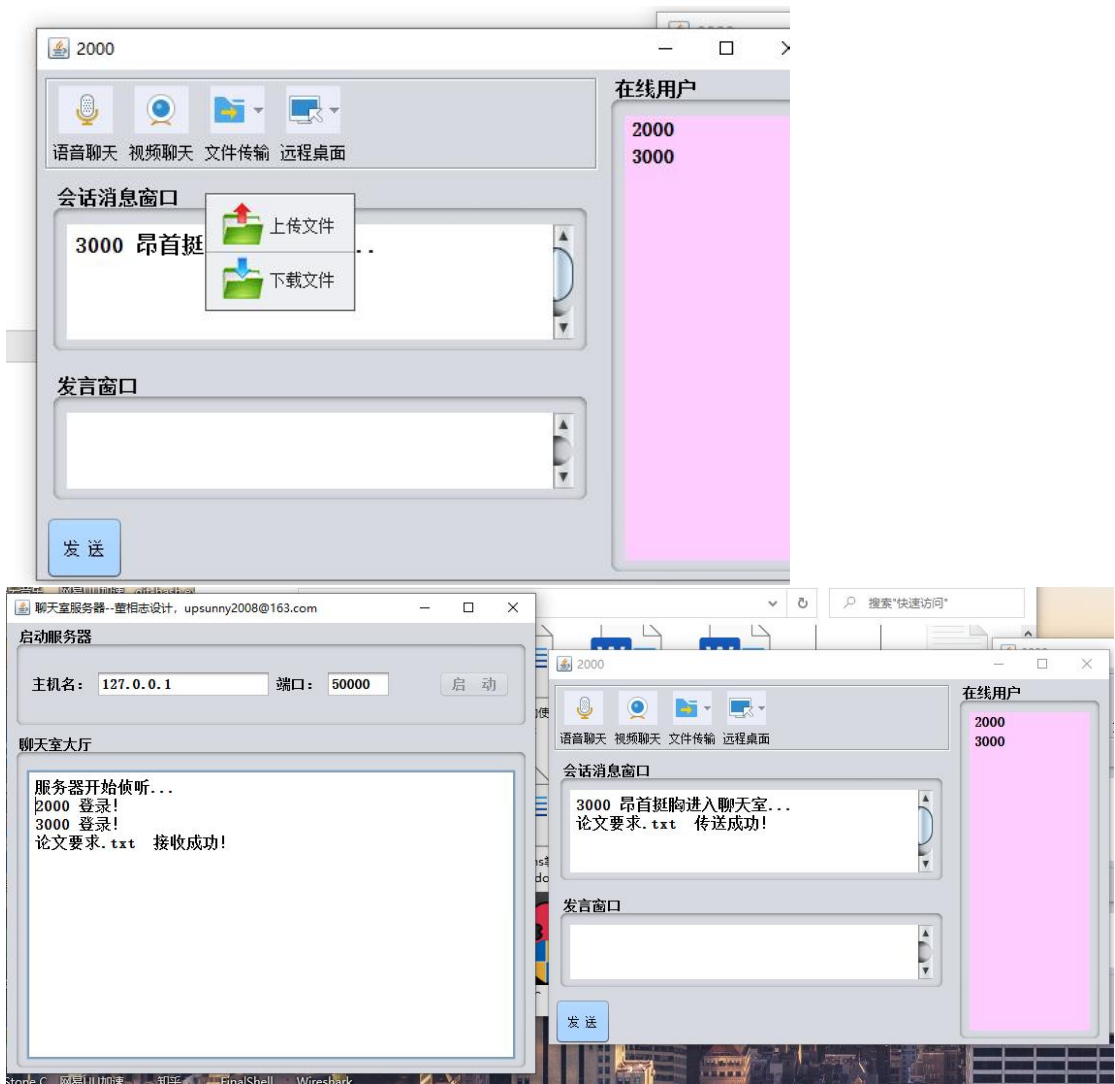 2000
在线用户
2000
3000
语音聊天 视频聊天 文件传输 远程桌面
会话消息窗口
上传文件
3000 昂首挺 ..
下载文件
发言窗口
发 送
聊天室服务器--董相志设计，upsunny2008@163.com
启动服务器
主机名： 127.0.0.1 端口： 50000 启 动
聊天室大厅
服务器开始侦听...
2000 登录！
3000 登录！
论文要求.txt 接收成功！
搜索"快速访问"
2000
在线用户
2000
3000
语音聊天 视频聊天 文件传输 远程桌面
会话消息窗口
3000 昂首挺胸进入聊天室...
论文要求.txt 传送成功！
发言窗口
发 送
Stone C 网易UU加速 知乎 FinalShell Wireshark